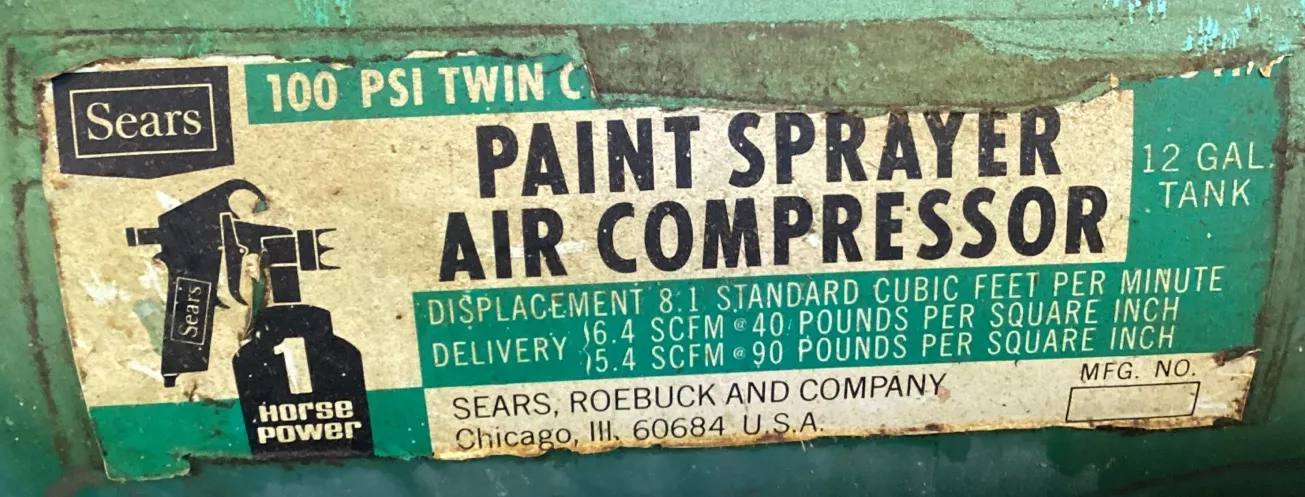 Sears
100 PSI TWIN C
PAINT SPRAYER
AIR COMPRESSOR
12 GAL.
TANK
DISPLACEMENT 8.1 STANDARD CUBIC FEET PER MINUTE
DELIVERY 6.4 SCFM @ 40 POUNDS PER SQUARE INCH
5.4 SCFM @ 90 POUNDS PER SQUARE INCH
Sears
1
Horse
Power
SEARS, ROEBUCK AND COMPANY
Chicago, Ill. 60684 U.S.A.
MFG. NO.